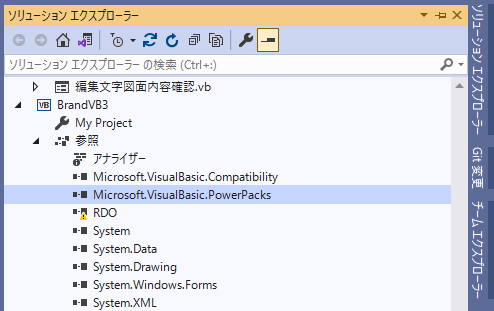 ソリューション エクスプローラー
ソリューション エクスプローラー の検索 (Ctrl+:)
編集文字図面内容確認.vb
VB BrandVB3
My Project
参照
アナライザー
Microsoft.VisualBasic.Compatibility
Microsoft.VisualBasic.PowerPacks
RDO
System
System.Data
System.Drawing
System.Windows.Forms
System.XML
ソリューション エクスプローラー
Git 変更
チーム エクスプローラー